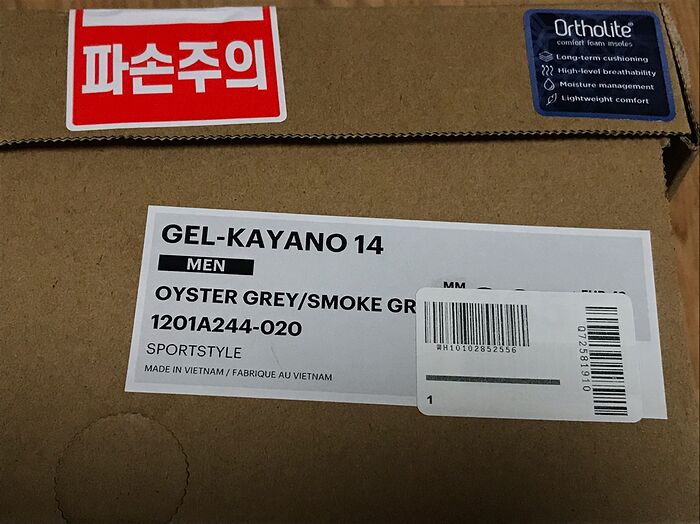 파손주의
Ortholite
comfort foam insoles
Long-term cushioning
High-level breathability
Moisture management
Lightweight comfort
GEL-KAYANO 14
MEN
OYSTER GREY/SMOKE GR
1201A244-020
SPORTSTYLE
MADE IN VIETNAM / FABRIQUE AU VIETNAM
MM
WH10102852556
1
Q72581910